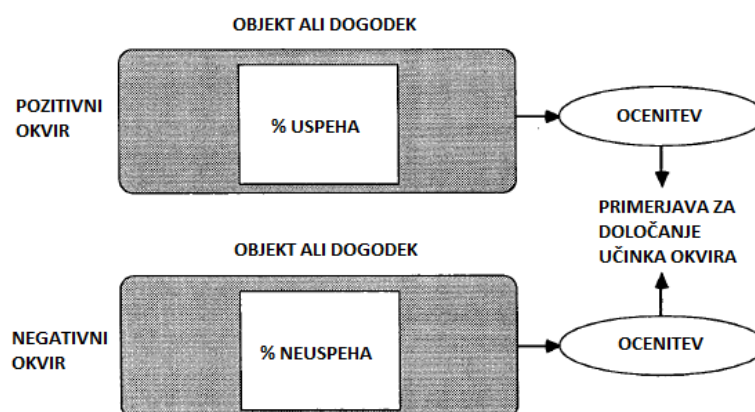 OBJEKT ALI DOGODEK
POZITIVNI
OKVIR
% USPEHA
OCENITEV
PRIMERJAVA ZA
DOLOČANJE
UČINKA OKVIRA
OBJEKT ALI DOGODEK
NEGATIVNI
OKVIR
% NEUSPEHA
OCENITEV